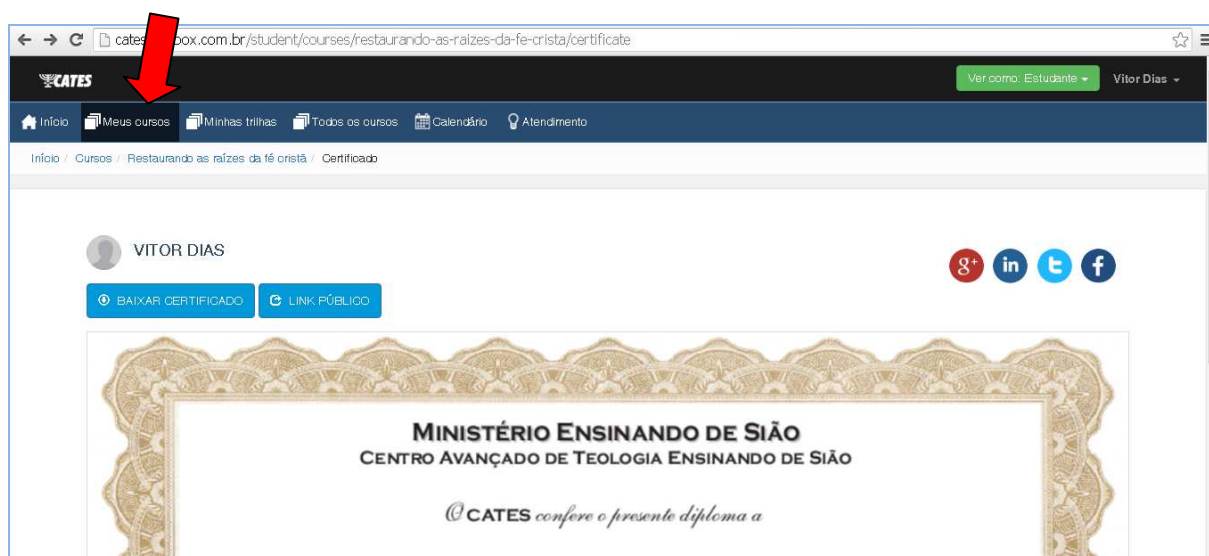 box.com.br/student/courses/restaurando-as-raizes-da-fe-crista/certificate
CATES Ver como: Estudante Vitor Dias
Início Meus cursos Minhas trilhas Todos os cursos Calendário Atendimento
Início / Cursos / Restaurando as raízes da fé cristã / Certificado
VITOR DIAS
g+ in t f
BAIXAR CERTIFICADO LINK PÚBLICO
MINISTÉRIO ENSINANDO DE SIÃO
CENTRO AVANÇADO DE TEOLOGIA ENSINANDO DE SIÃO
O CATES confere o presente diploma a